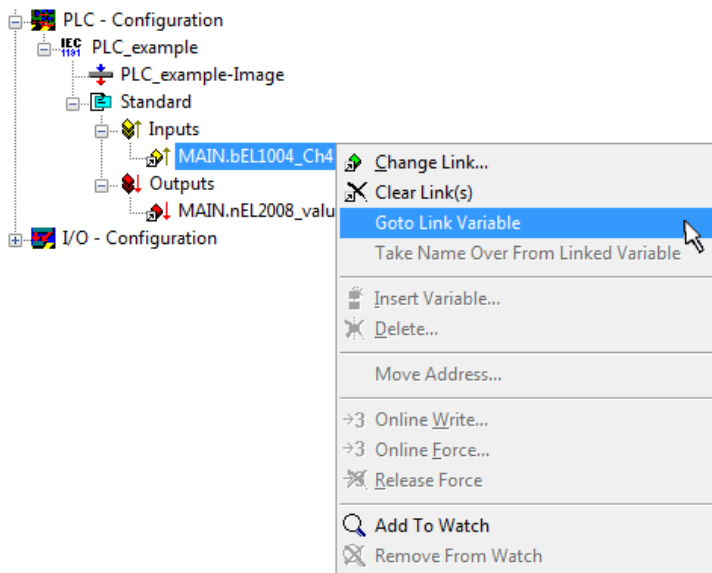 PLC - Configuration
IEC
1131
PLC_example
PLC_example-Image
Standard
Inputs
MAIN.bEL1004_Ch4
Outputs
MAIN.nEL2008_valu
I/O - Configuration
Change Link...
Clear Link(s)
Goto Link Variable
Take Name Over From Linked Variable
Insert Variable...
Delete...
Move Address...
→3 Online Write...
→3 Online Force...
Release Force
Add To Watch
Remove From Watch